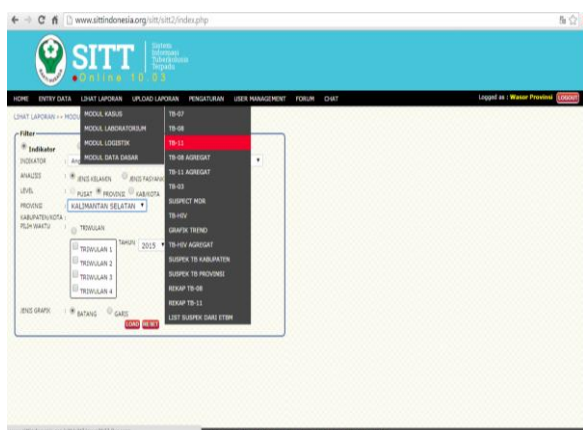 www.sittindonesia.org/sitt/sitt2/index.php
SITT
Sistem
Informasi
Tuberkulosis
Terpadu
Online 10.03
HOME ENTRY DATA LIHAT LAPORAN UPLOAD LAPORAN PENGATURAN USER MANAGEMENT FORUM CHAT Logged as : Wasor Provinsi LOGOUT
LIHAT LAPORAN >> MODU
MODUL KASUS
MODUL LABORATORIUM
MODUL LOGISTIK
MODUL DATA DASAR
TB-07
TB-08
TB-11
TB-08 AGREGAT
TB-11 AGREGAT
TB-03
SUSPECT MDR
TB-HIV
GRAFIK TREND
TB-HIV AGREGAT
SUSPEK TB KABUPATEN
SUSPEK TB PROVINSI
REKAP TB-08
REKAP TB-11
LIST SUSPEK DARI ETBM
Filter
Indikator
INDIKATOR :
ANALISIS : JENIS KELAMIN JENIS FASYANK
LEVEL : PUSAT PROVINSI KAB/KOTA
PROVINSI : KALIMANTAN SELATAN
KABUPATEN/KOTA :
PILIH WAKTU : TRIWULAN
TRIWULAN 1
TRIWULAN 2
TRIWULAN 3
TRIWULAN 4
TAHUN 2015
JENIS GRAFIK : BATANG GARIS
LOAD RESET